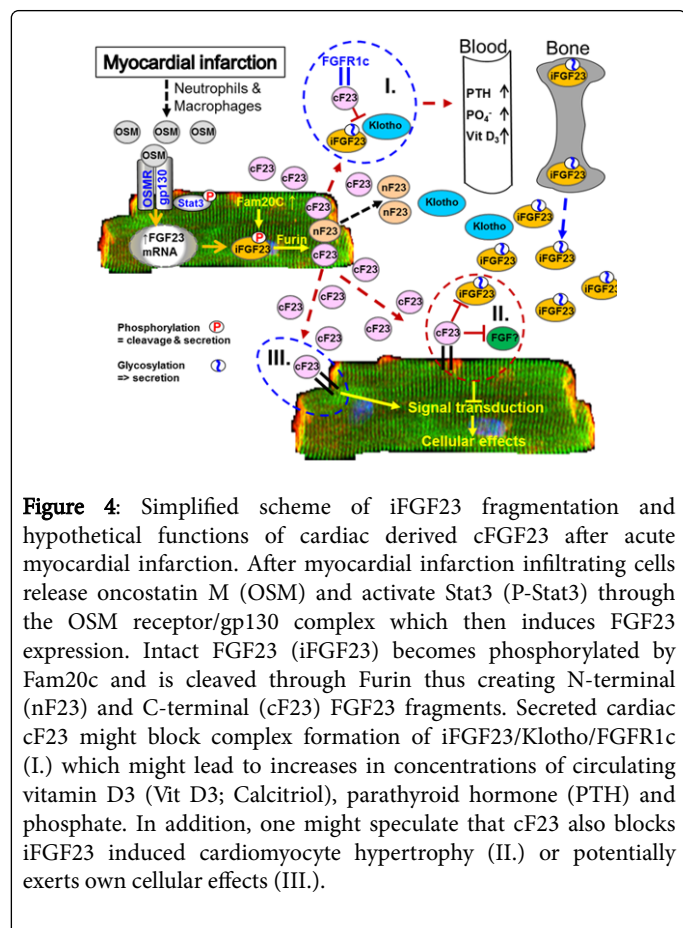 Myocardial infarction
Neutrophils &
Macrophages
OSM
OSM
OSM
OSM
OSMR
gp130
Stat3
P
↑FGF23
mRNA
Fam20C ↑
P
iFGF23
Furin
cF23
nF23
cF23
cF23
cF23
cF23
cF23
FGFR1c
I.
cF23
iFGF23
Klotho
nF23
nF23
Klotho
Klotho
Blood
PTH ↑
PO₄⁻ ↑
Vit D₃ ↑
Bone
iFGF23
iFGF23
iFGF23
iFGF23
iFGF23
iFGF23
iFGF23
cF23
cF23
cF23
cF23
cF23
cF23
Phosphorylation P
= cleavage & secretion
Glycosylation
=> secretion
II.
iFGF23
cF23
FGF?
III.
cF23
Signal transduction
Cellular effects
Figure 4: Simplified scheme of iFGF23 fragmentation and
hypothetical functions of cardiac derived cFGF23 after acute
myocardial infarction. After myocardial infarction infiltrating cells
release oncostatin M (OSM) and activate Stat3 (P-Stat3) through
the OSM receptor/gp130 complex which then induces FGF23
expression. Intact FGF23 (iFGF23) becomes phosphorylated by
Fam20c and is cleaved through Furin thus creating N-terminal
(nF23) and C-terminal (cF23) FGF23 fragments. Secreted cardiac
cF23 might block complex formation of iFGF23/Klotho/FGFR1c
(I.) which might lead to increases in concentrations of circulating
vitamin D3 (Vit D3; Calcitriol), parathyroid hormone (PTH) and
phosphate. In addition, one might speculate that cF23 also blocks
iFGF23 induced cardiomyocyte hypertrophy (II.) or potentially
exerts own cellular effects (III.).